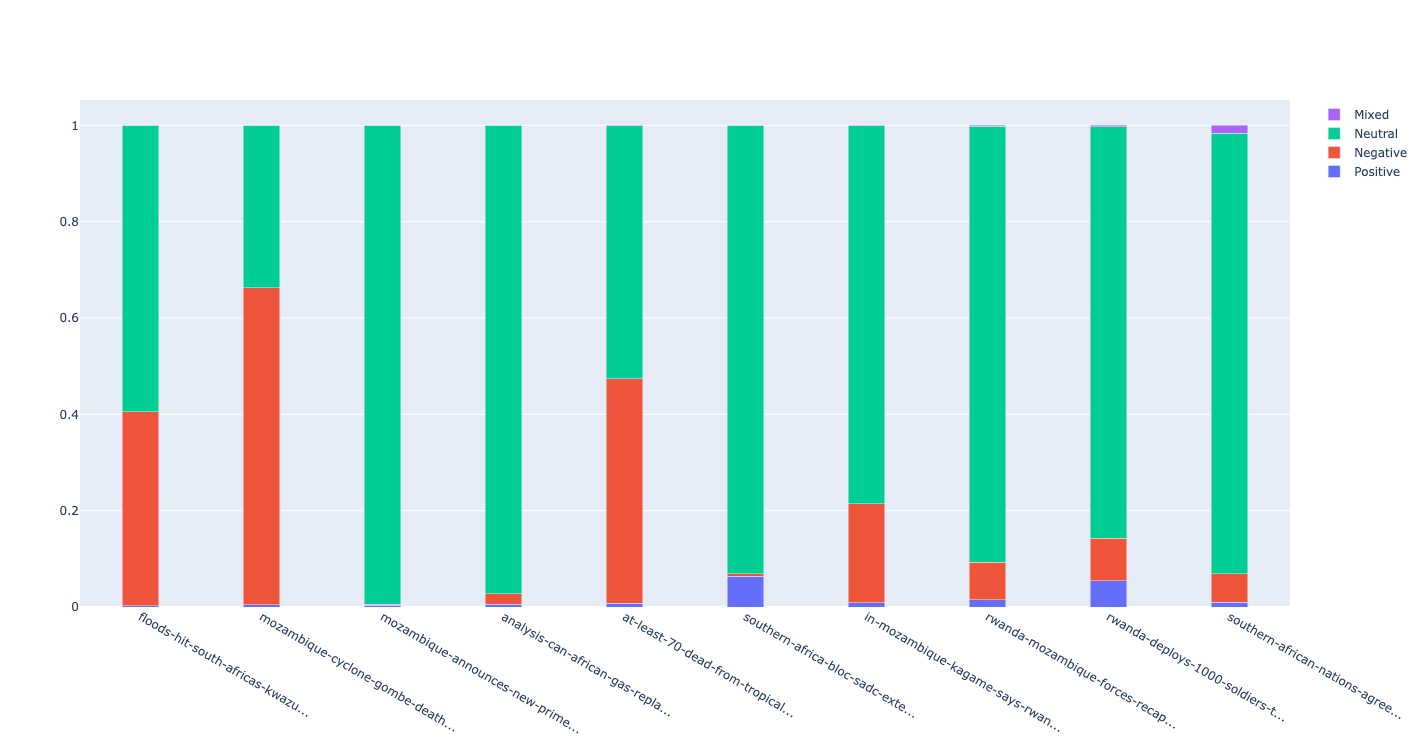 Mixed
Neutral
Negative
Positive
1
0.8
0.6
0.4
0.2
0
floods-hit-south-africas-kwazu...
mozambique-cyclone-gombe-death...
mozambique-announces-new-prime...
analysis-can-african-gas-repla...
at-least-70-dead-from-tropical...
southern-africa-bloc-sadc-exte...
in-mozambique-kagame-says-rwan...
rwanda-mozambique-forces-recap...
rwanda-deploys-1000-soldiers-t...
southern-african-nations-agree...